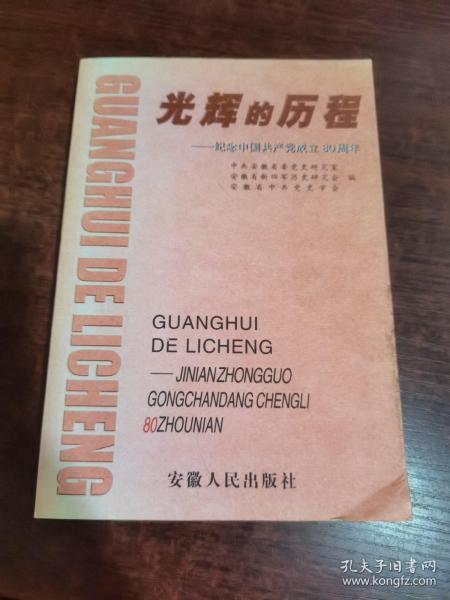 GUANGHUI DE LICHENG
光辉的历程
——纪念中国共产党成立80周年
中共安徽省委党史研究室
安徽省新四军历史研究会 编
安徽省中共党史学会
GUANGHUI
DE LICHENG
——JINIANZHONGGUO
GONGCHANDANG CHENGLI
80ZHOUNIAN
安徽人民出版社
孔夫子旧书网
www.kongfz.com